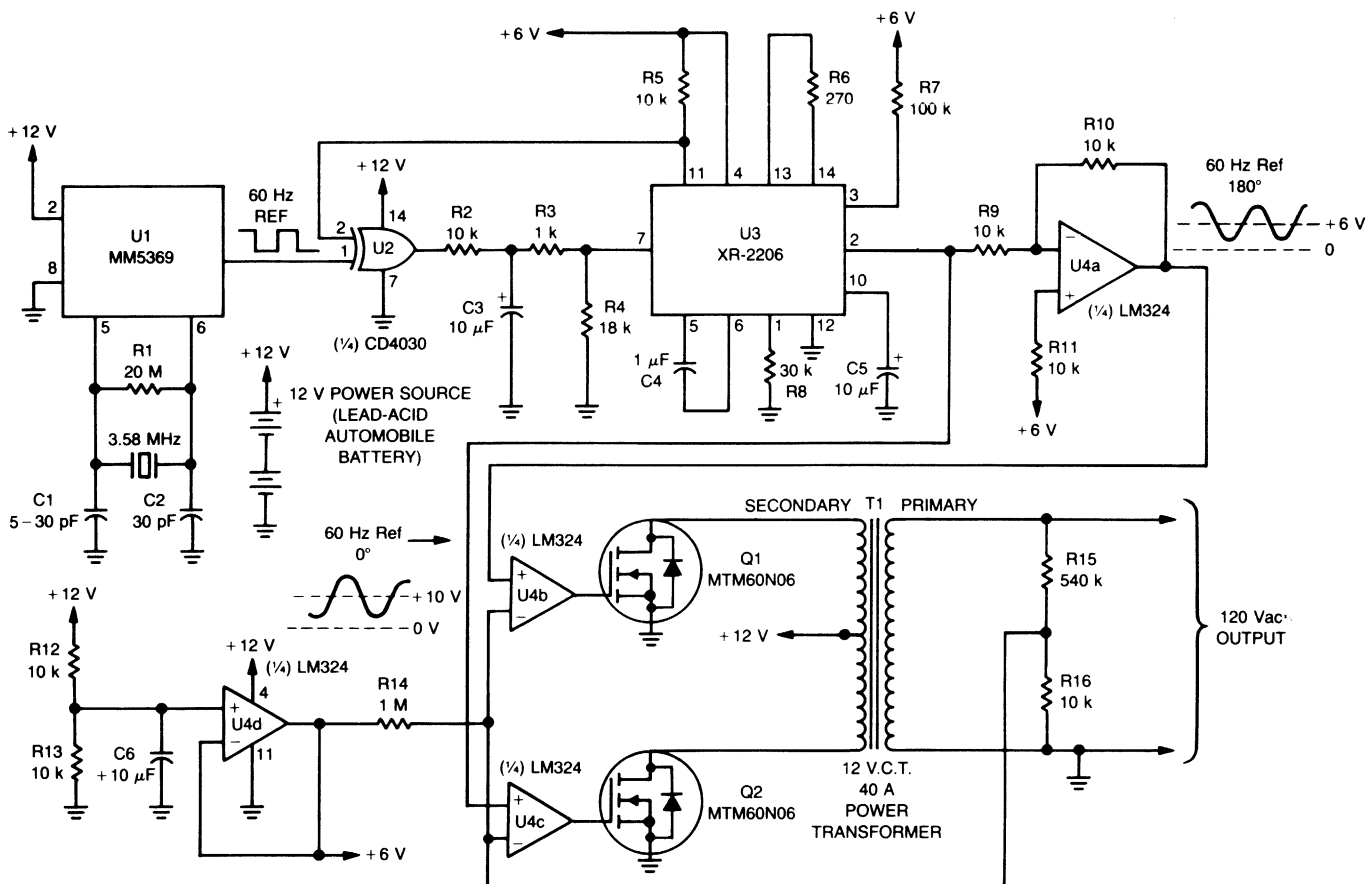 +6 V
+6 V
R5
10 k
R6
270
R7
100 k
+12 V
R10
10 k
60 Hz Ref
180°
+6 V
0
2
8
U1
MM5369
5
6
60 Hz
REF
+12 V
14
2
1
U2
7
(¼) CD4030
R2
10 k
R3
1 k
C3
+
10 µF
R4
18 k
11
4
13
14
3
2
10
7
U3
XR-2206
5
6
1
12
1 µF
C4
30 k
R8
C5
10 µF
+
R9
10 k
−
+
U4a
(¼) LM324
R11
10 k
+6 V
R1
20 M
3.58 MHz
C1
5–30 pF
C2
30 pF
+12 V
+
12 V POWER SOURCE
(LEAD-ACID
AUTOMOBILE
BATTERY)
60 Hz Ref
0°
+10 V
0 V
(¼) LM324
+
−
U4b
Q1
MTM60N06
SECONDARY
T1
PRIMARY
+12 V
R15
540 k
R16
10 k
120 Vac
OUTPUT
+12 V
R12
10 k
R13
10 k
C6
+10 µF
+12 V
(¼) LM324
4
+
−
U4d
11
R14
1 M
+6 V
(¼) LM324
+
−
U4c
Q2
MTM60N06
12 V.C.T.
40 A
POWER
TRANSFORMER